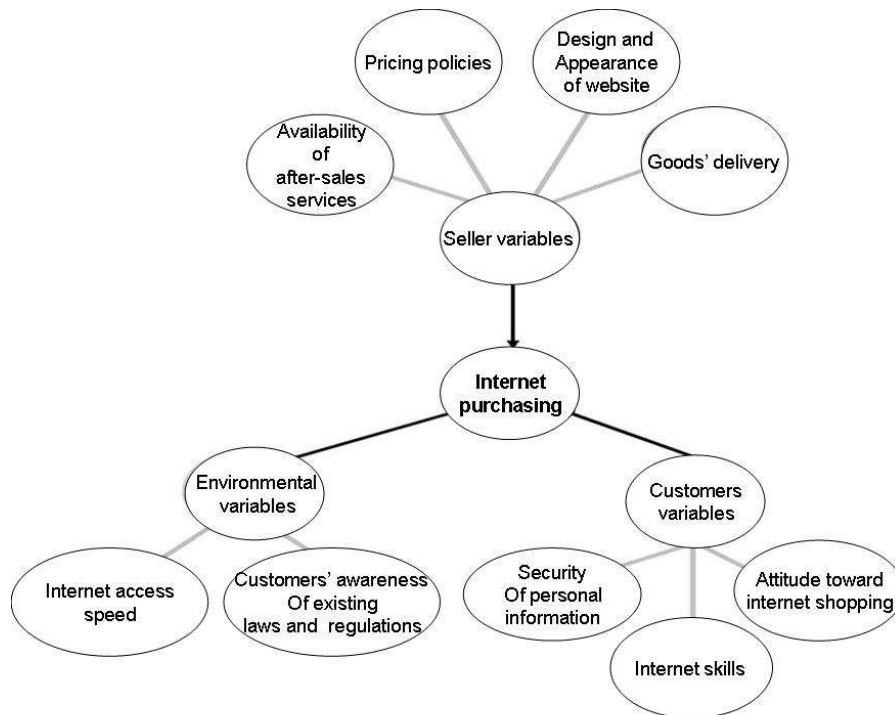 Design and
Appearance
of website
Pricing policies
Availability
of
after-sales
services
Goods' delivery
Seller variables
Internet
purchasing
Environmental
variables
Customers
variables
Internet access
speed
Customers' awareness
Of existing
laws and regulations
Security
Of personal
information
Attitude toward
internet shopping
Internet skills